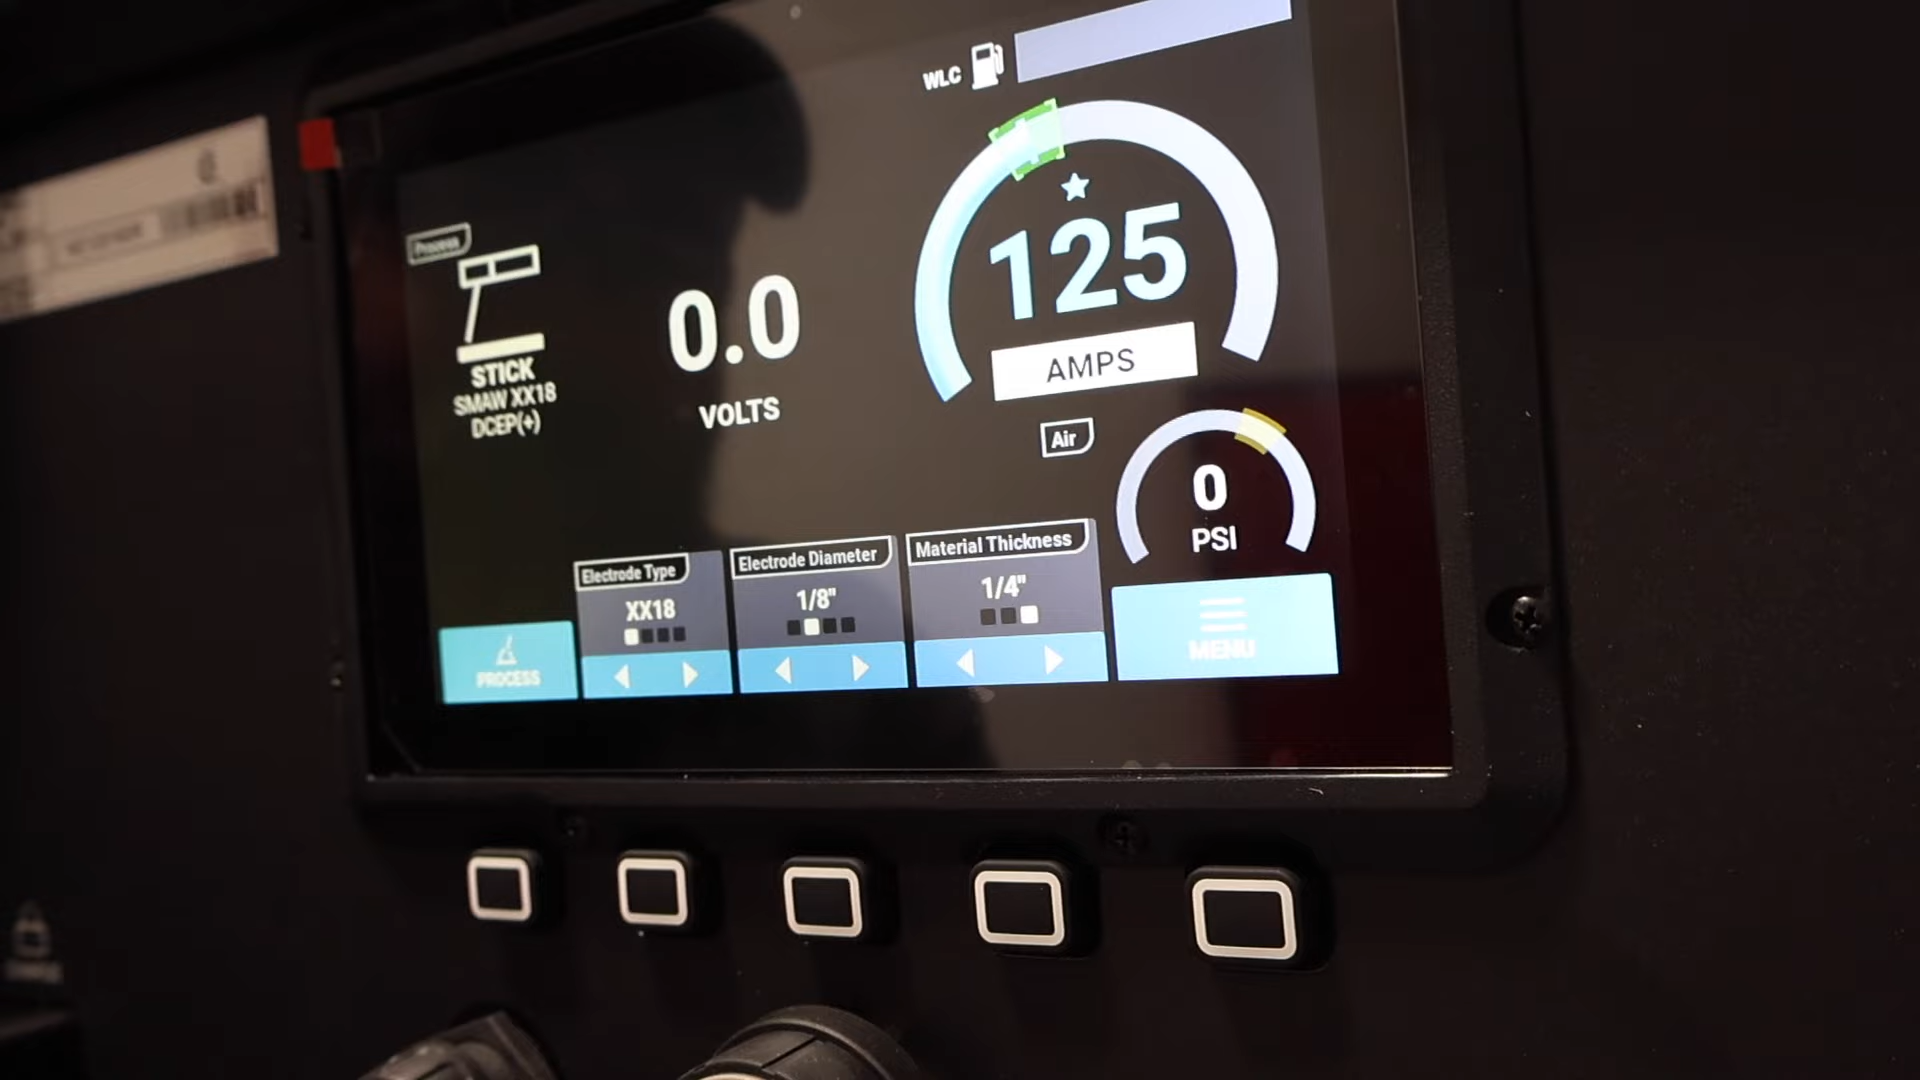 WLC
125
AMPS
Process
STICK
SMAW XX18
DCEP(+)
0.0
VOLTS
Air
0
PSI
Electrode Type
XX18
Electrode Diameter
1/8"
Material Thickness
1/4"
PROCESS
MENU